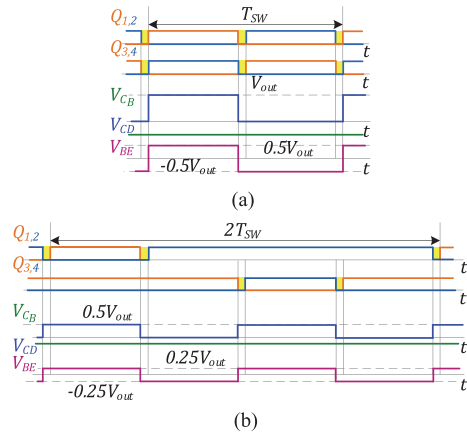 Q1,2 TSW
t
Q3,4
t
Vout
VCB
VCD
t
VBE 0.5Vout
-0.5Vout t
(a)
Q1,2 2TSW
t
Q3,4
t
VCB 0.5Vout
t
VCD 0.25Vout
VBE
t
-0.25Vout
(b)